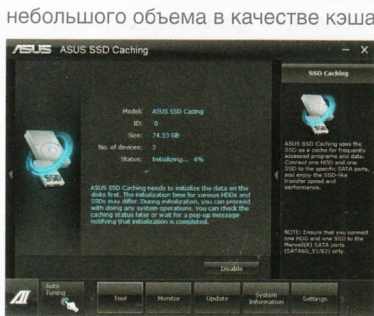 небольшого объема в качестве кэша
ASUS ASUS SSD Caching
Model: ASUS SSD Caching
ID: 0
Size: 74.53 GB
No. of devices: 2
Status: Initializing... 4%
ASUS SSD Caching needs to initialize the data on the
disks first. The initialization time for various HDDs and
SSDs may differ. During initialization, you can proceed
with doing any system operations. You can check the
caching status later or wait for a pop-up message
notifying that initialization is completed.
Disable
SSD Caching
ASUS SSD Caching uses the
SSD as a cache for frequently
accessed programs and data.
Connect one HDD and one
SSD to the specific SATA ports,
and enjoy the SSD-like
transfer speed and
performance.
NOTE: Ensure that you connect
one HDD and one SSD to the
Marvell(R) SATA ports
(SATA6G_E1/E2) only.
Auto
Tuning
Tool
Monitor
Update
System
Information
Settings